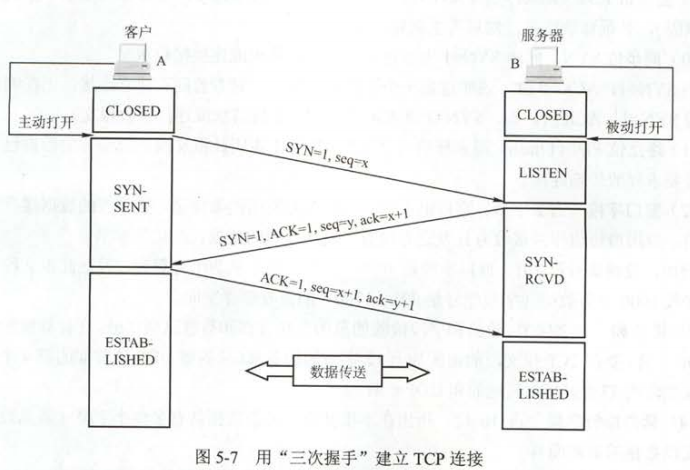 客户
服务器
A
B
CLOSED
CLOSED
主动打开
被动打开
SYN=1, seq=x
SYN-
SENT
LISTEN
SYN=1, ACK=1, seq=y, ack=x+1
SYN-
RCVD
ACK=1, seq=x+1, ack=y+1
ESTAB-
LISHED
数据传送
ESTAB-
LISHED
图 5-7 用“三次握手”建立 TCP 连接